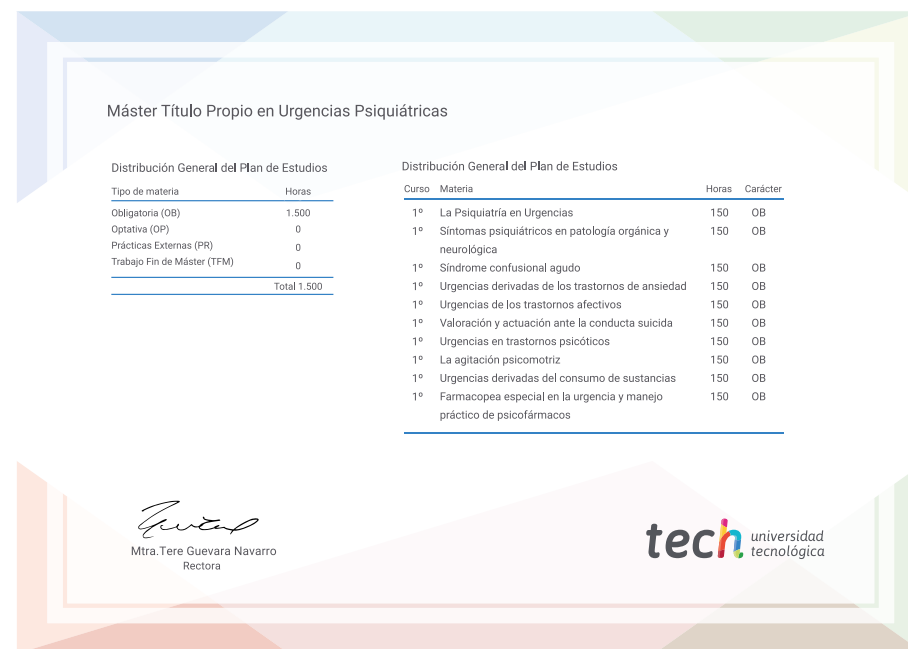 Máster Título Propio en Urgencias Psiquiátricas
Distribución General del Plan de Estudios
Tipo de materia Horas
Obligatoria (OB) 1.500
Optativa (OP) 0
Prácticas Externas (PR) 0
Trabajo Fin de Máster (TFM) 0
Total 1.500
Distribución General del Plan de Estudios
Curso Materia Horas Carácter
1º La Psiquiatría en Urgencias 150 OB
1º Síntomas psiquiátricos en patología orgánica y 150 OB
neurológica
1º Síndrome confusional agudo 150 OB
1º Urgencias derivadas de los trastornos de ansiedad 150 OB
1º Urgencias de los trastornos afectivos 150 OB
1º Valoración y actuación ante la conducta suicida 150 OB
1º Urgencias en trastornos psicóticos 150 OB
1º La agitación psicomotriz 150 OB
1º Urgencias derivadas del consumo de sustancias 150 OB
1º Farmacopea especial en la urgencia y manejo 150 OB
práctico de psicofármacos
Mtra.Tere Guevara Navarro
Rectora
tech universidad
tecnológica